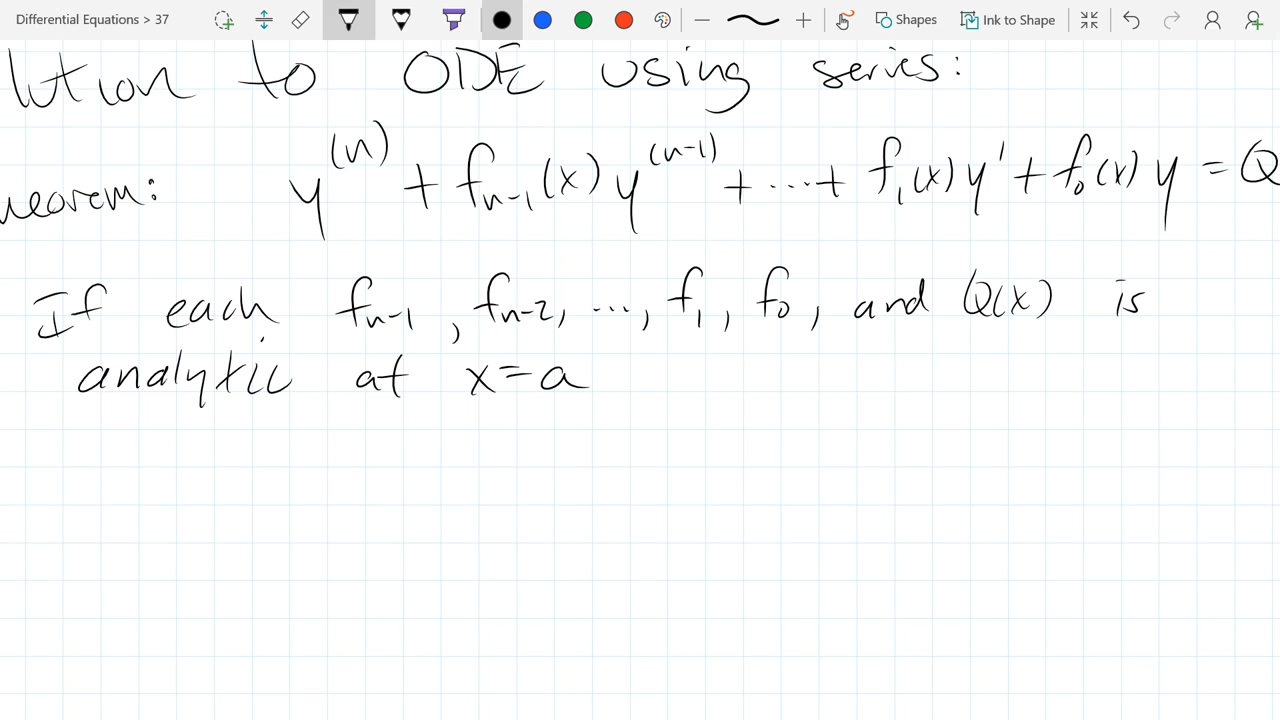 Differential Equations > 37
Shapes
Ink to Shape
lution to ODE using series:
heorem: y^(n) + f_{n-1}(x) y^(n-1) + ... + f_1(x) y' + f_0(x) y = Q
If each f_{n-1}, f_{n-2}, ..., f_1, f_0, and Q(x) is
analytic at x=a